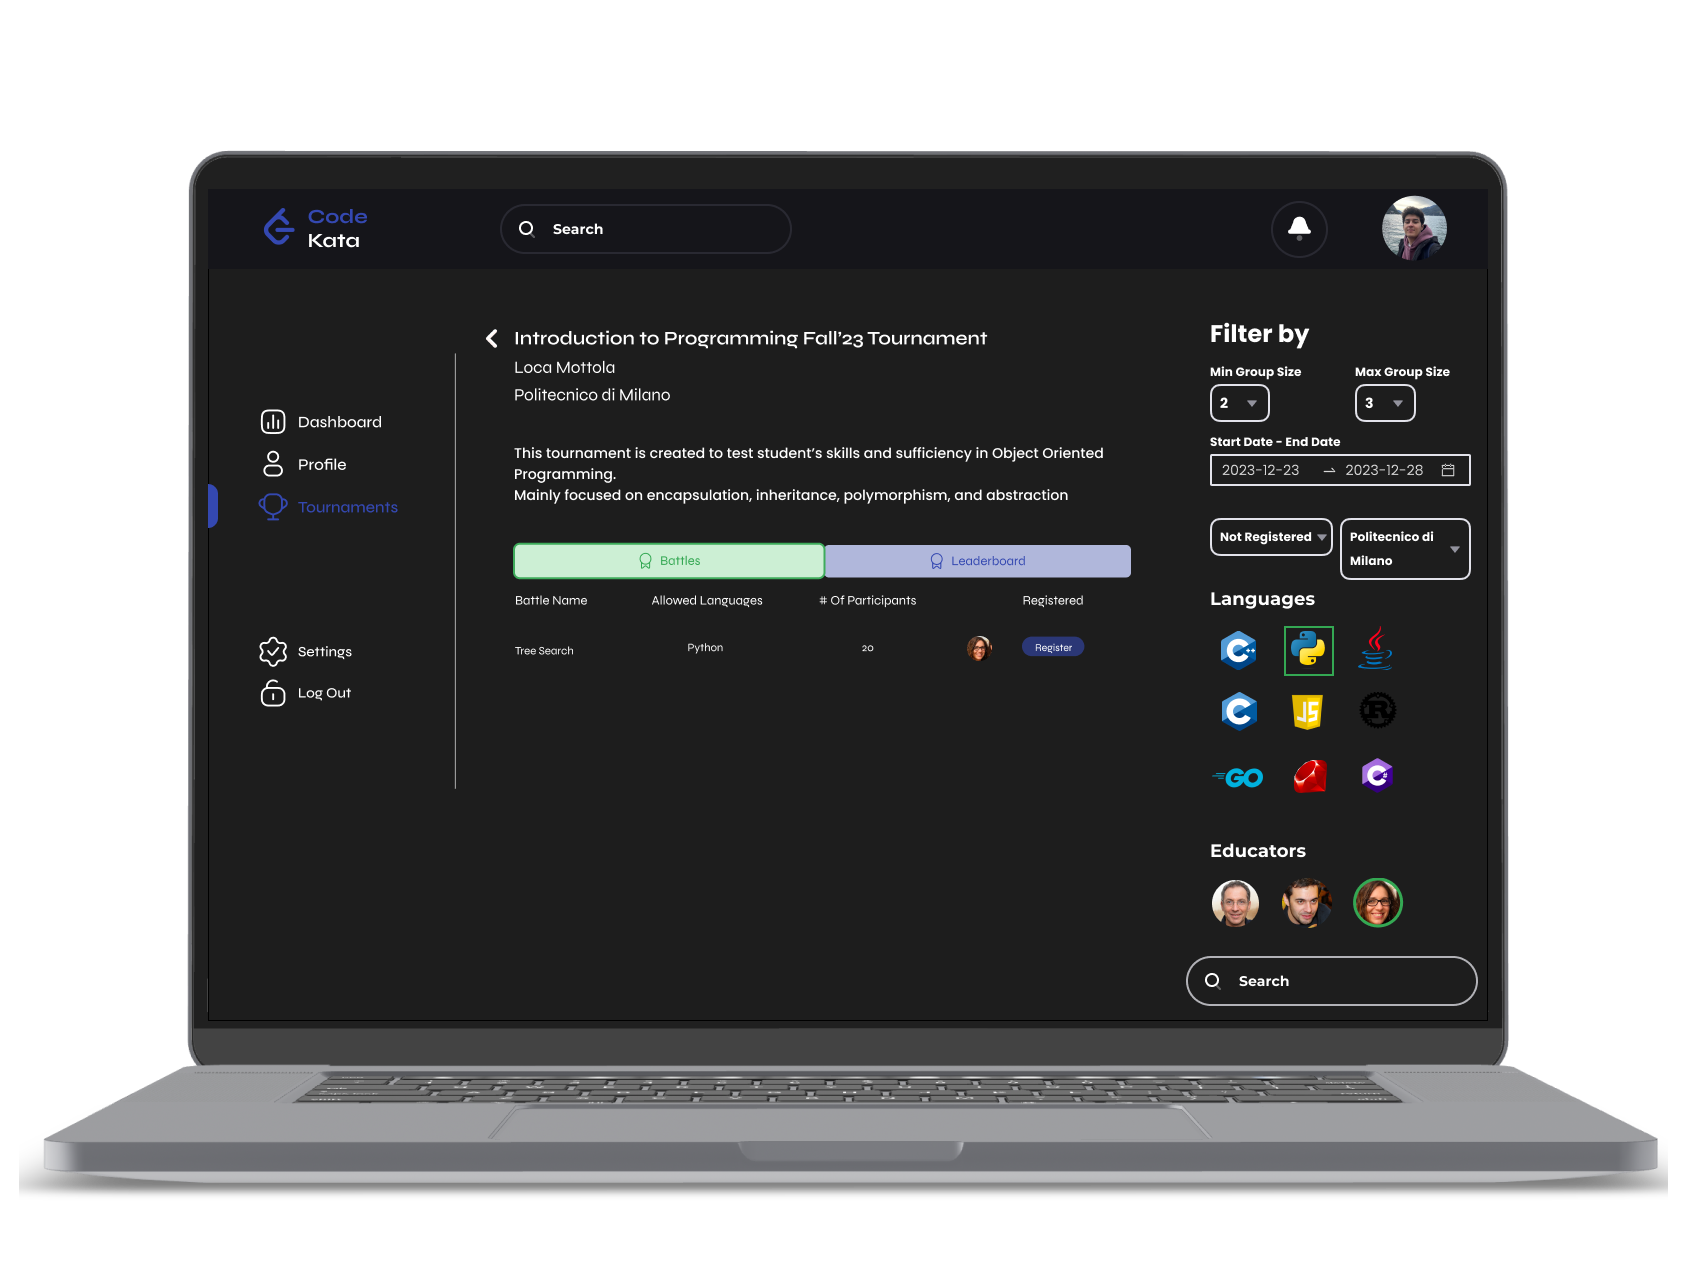 Code
Kata
Search
Introduction to Programming Fall'23 Tournament
Loca Mottola
Politecnico di Milano
Dashboard
Profile
Tournaments
Settings
Log Out
This tournament is created to test student's skills and sufficiency in Object Oriented
Programming.
Mainly focused on encapsulation, inheritance, polymorphism, and abstraction
Battles
Leaderboard
Battle Name
Allowed Languages
# Of Participants
Registered
Tree Search
Python
20
Register
Filter by
Min Group Size
Max Group Size
2
3
Start Date - End Date
2023-12-23
2023-12-28
Not Registered
Politecnico di
Milano
Languages
C++
C
JS
R
GO
C#
Educators
Search